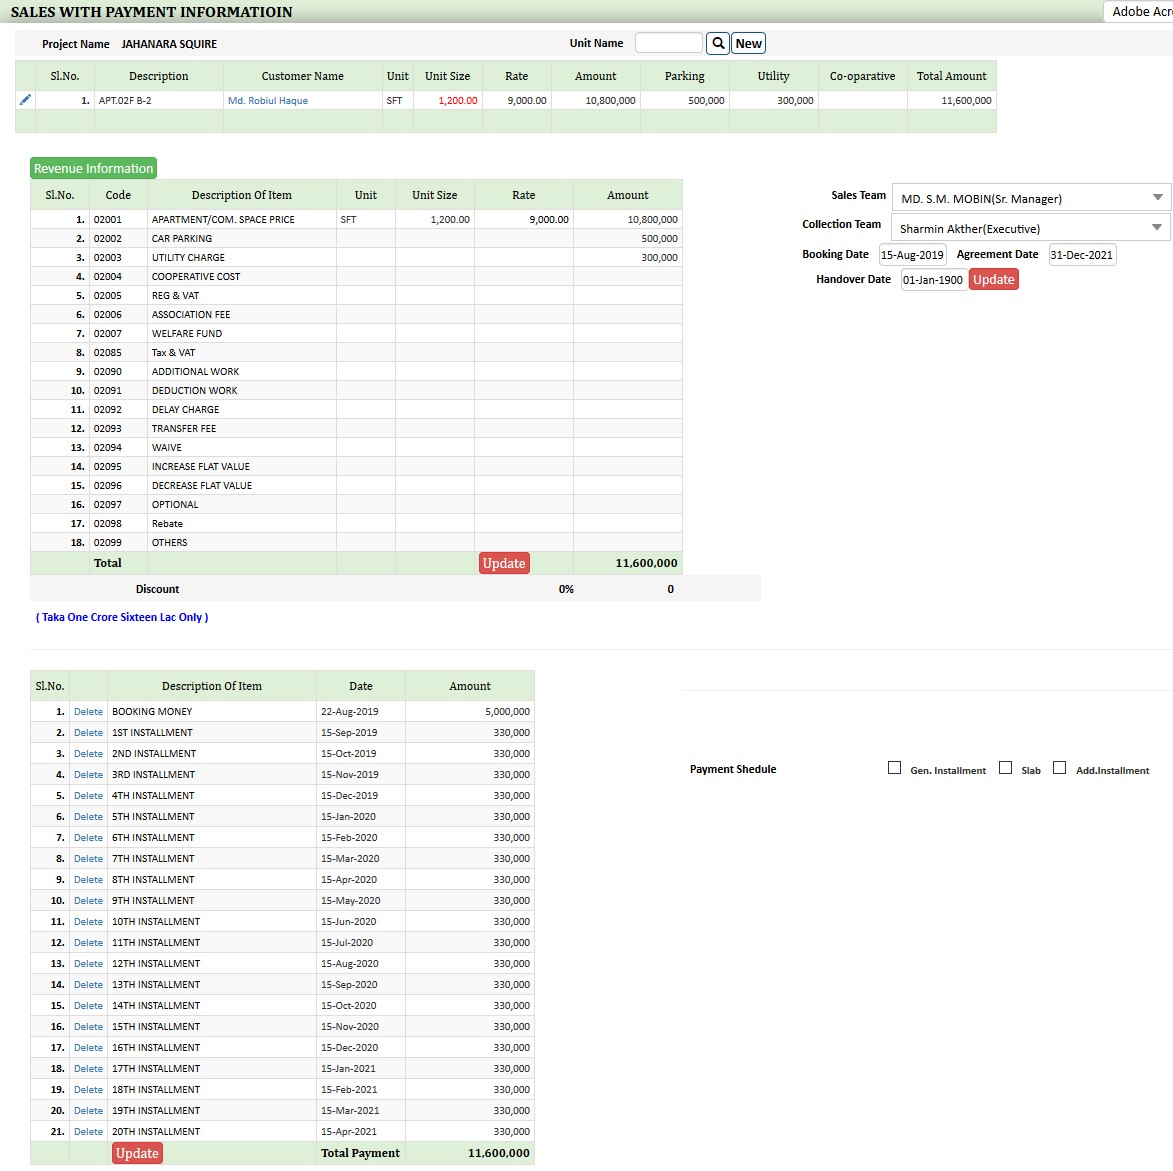 SALES WITH PAYMENT INFORMATIOIN
Adobe Acr
Project Name JAHANARA SQUIRE Unit Name New
Sl.No. Description Customer Name Unit Unit Size Rate Amount Parking Utility Co-oparative Total Amount
1. APT.02F B-2 Md. Robiul Haque SFT 1,200.00 9,000.00 10,800,000 500,000 300,000 11,600,000
Revenue Information
Sl.No. Code Description Of Item Unit Unit Size Rate Amount
1. 02001 APARTMENT/COM. SPACE PRICE SFT 1,200.00 9,000.00 10,800,000
2. 02002 CAR PARKING 500,000
3. 02003 UTILITY CHARGE 300,000
4. 02004 COOPERATIVE COST
5. 02005 REG & VAT
6. 02006 ASSOCIATION FEE
7. 02007 WELFARE FUND
8. 02085 Tax & VAT
9. 02090 ADDITIONAL WORK
10. 02091 DEDUCTION WORK
11. 02092 DELAY CHARGE
12. 02093 TRANSFER FEE
13. 02094 WAIVE
14. 02095 INCREASE FLAT VALUE
15. 02096 DECREASE FLAT VALUE
16. 02097 OPTIONAL
17. 02098 Rebate
18. 02099 OTHERS
Total Update 11,600,000
Discount 0% 0
( Taka One Crore Sixteen Lac Only )
Sales Team MD. S.M. MOBIN(Sr. Manager)
Collection Team Sharmin Akther(Executive)
Booking Date 15-Aug-2019 Agreement Date 31-Dec-2021
Handover Date 01-Jan-1900 Update
Sl.No. Description Of Item Date Amount
1. Delete BOOKING MONEY 22-Aug-2019 5,000,000
2. Delete 1ST INSTALLMENT 15-Sep-2019 330,000
3. Delete 2ND INSTALLMENT 15-Oct-2019 330,000
4. Delete 3RD INSTALLMENT 15-Nov-2019 330,000
5. Delete 4TH INSTALLMENT 15-Dec-2019 330,000
6. Delete 5TH INSTALLMENT 15-Jan-2020 330,000
7. Delete 6TH INSTALLMENT 15-Feb-2020 330,000
8. Delete 7TH INSTALLMENT 15-Mar-2020 330,000
9. Delete 8TH INSTALLMENT 15-Apr-2020 330,000
10. Delete 9TH INSTALLMENT 15-May-2020 330,000
11. Delete 10TH INSTALLMENT 15-Jun-2020 330,000
12. Delete 11TH INSTALLMENT 15-Jul-2020 330,000
13. Delete 12TH INSTALLMENT 15-Aug-2020 330,000
14. Delete 13TH INSTALLMENT 15-Sep-2020 330,000
15. Delete 14TH INSTALLMENT 15-Oct-2020 330,000
16. Delete 15TH INSTALLMENT 15-Nov-2020 330,000
17. Delete 16TH INSTALLMENT 15-Dec-2020 330,000
18. Delete 17TH INSTALLMENT 15-Jan-2021 330,000
19. Delete 18TH INSTALLMENT 15-Feb-2021 330,000
20. Delete 19TH INSTALLMENT 15-Mar-2021 330,000
21. Delete 20TH INSTALLMENT 15-Apr-2021 330,000
Update Total Payment 11,600,000
Payment Shedule Gen. Installment Slab Add.Installment